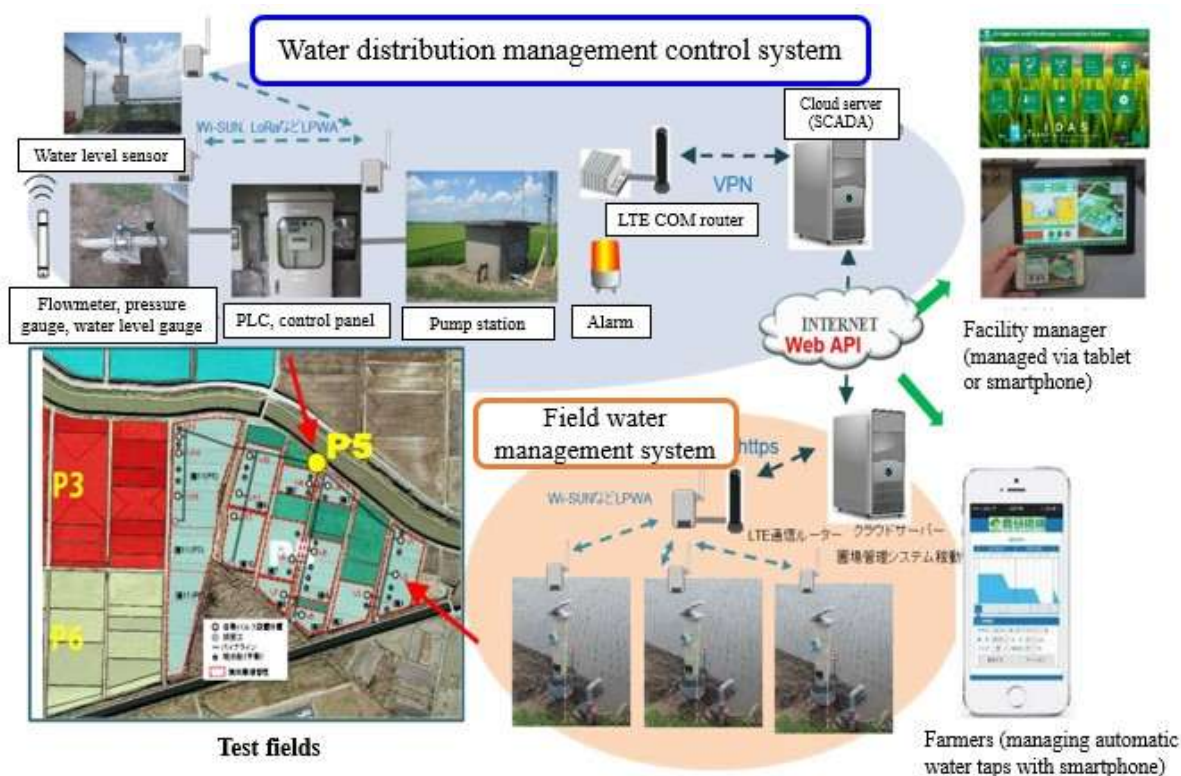 Water distribution management control system
Wi-SUN, LoRaなどLPWA
Water level sensor
Cloud server
(SCADA)
VPN
LTE COM router
Flowmeter, pressure
gauge, water level gauge
PLC, control panel
Pump station
Alarm
INTERNET
Web API
IDAS
Facility manager
(managed via tablet
or smartphone)
Field water
management system
https
Wi-SUNなどLPWA
LTE通信ルーター
クラウドサーバー
圃場管理システム稼動
P3
P5
P6
Test fields
Farmers (managing automatic
water taps with smartphone)